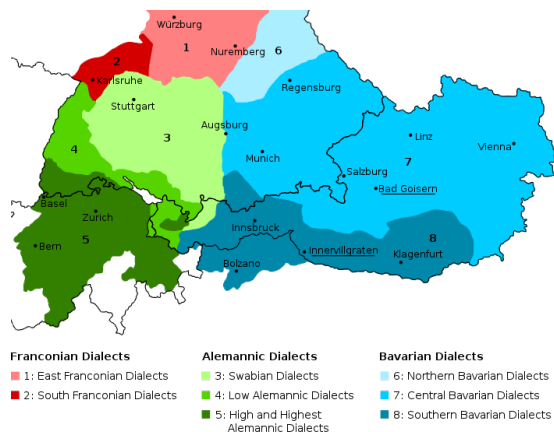 Würzburg
1
Nuremberg
6
2
Karlsruhe
Regensburg
Stuttgart
Augsburg
3
Linz
Vienna
4
Munich
7
Salzburg
Bad Goisern
Basel
Zurich
Innsbruck
5
Bern
Innervillgraten
8
Klagenfurt
Bolzano
Franconian Dialects
1: East Franconian Dialects
2: South Franconian Dialects
Alemannic Dialects
3: Swabian Dialects
4: Low Alemannic Dialects
5: High and Highest
Alemannic Dialects
Bavarian Dialects
6: Northern Bavarian Dialects
7: Central Bavarian Dialects
8: Southern Bavarian Dialects